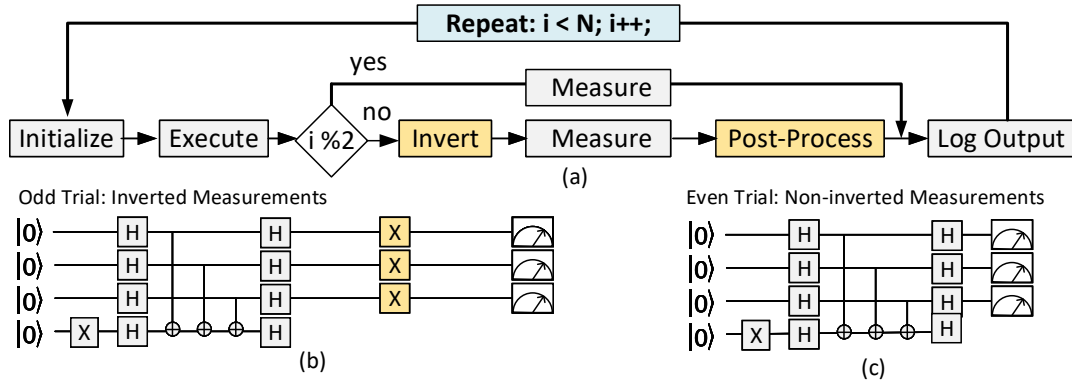 Repeat: i < N; i++;
yes
Measure
no
Initialize Execute i %2 Invert Measure Post-Process Log Output
(a)
Odd Trial: Inverted Measurements
|0⟩ H H X
|0⟩ H H X
|0⟩ H H X
|0⟩ X H H
(b)
Even Trial: Non-inverted Measurements
|0⟩ H H
|0⟩ H H
|0⟩ H H
|0⟩ X H H
(c)